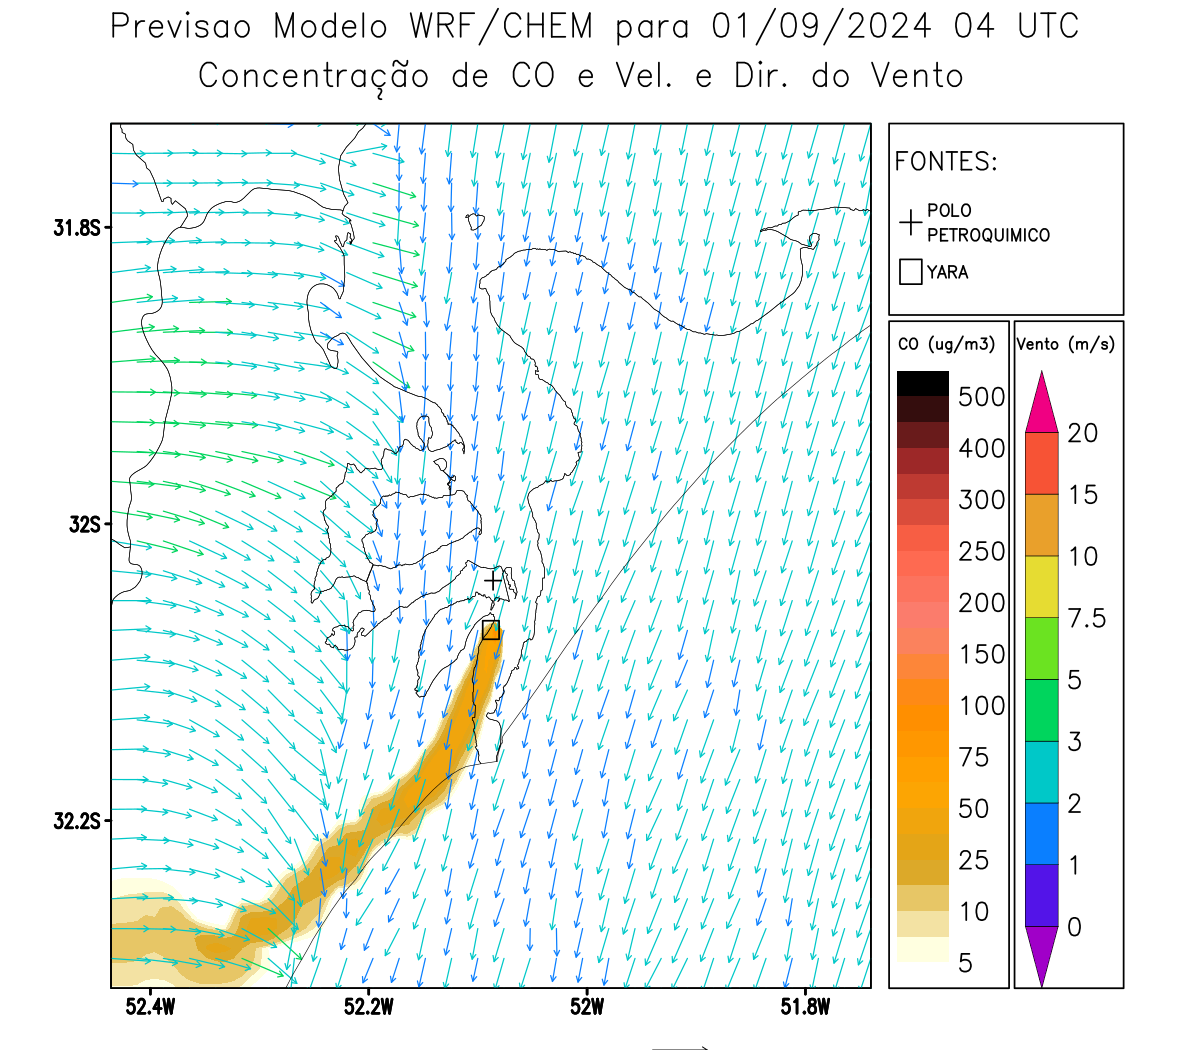 Previsao Modelo WRF/CHEM para 01/09/2024 04 UTC
Concentração de CO e Vel. e Dir. do Vento
FONTES:
POLO
PETROQUIMICO
YARA
CO (ug/m3)
500
400
300
250
200
150
100
75
50
25
10
5
Vento (m/s)
20
15
10
7.5
5
3
2
1
0
31.8S
32S
32.2S
52.4W
52.2W
52W
51.8W